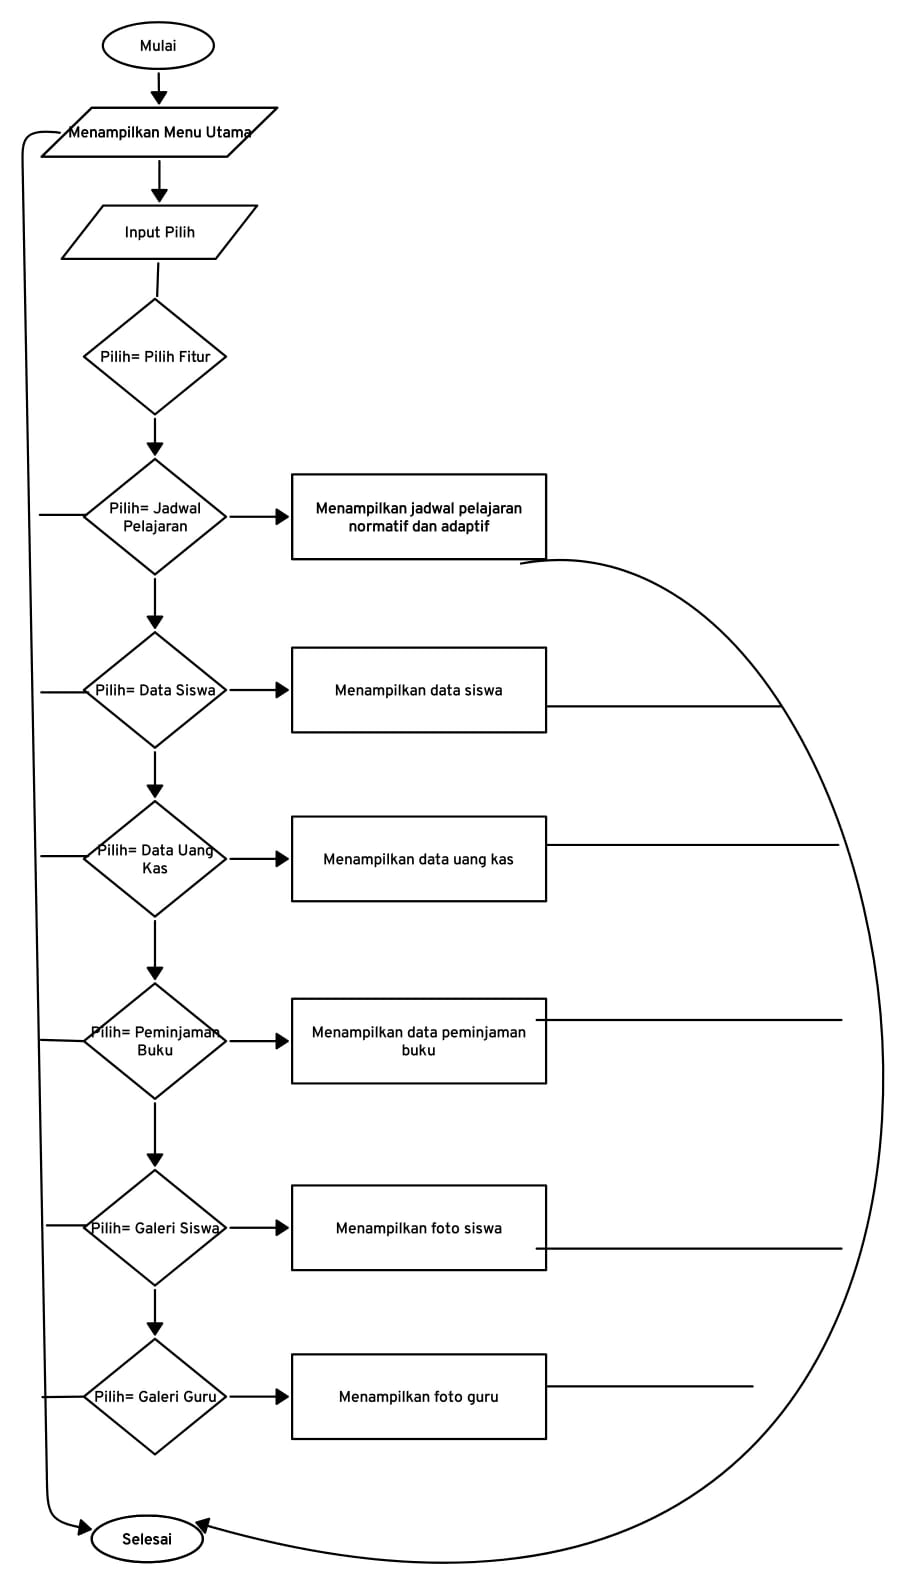 Mulai
Menampilkan Menu Utama
Input Pilih
Pilih= Pilih Fitur
Pilih= Jadwal
Pelajaran
Menampilkan jadwal pelajaran
normatif dan adaptif
Pilih= Data Siswa
Menampilkan data siswa
Pilih= Data Uang
Kas
Menampilkan data uang kas
Pilih= Peminjaman
Buku
Menampilkan data peminjaman
buku
Pilih= Galeri Siswa
Menampilkan foto siswa
Pilih= Galeri Guru
Menampilkan foto guru
Selesai